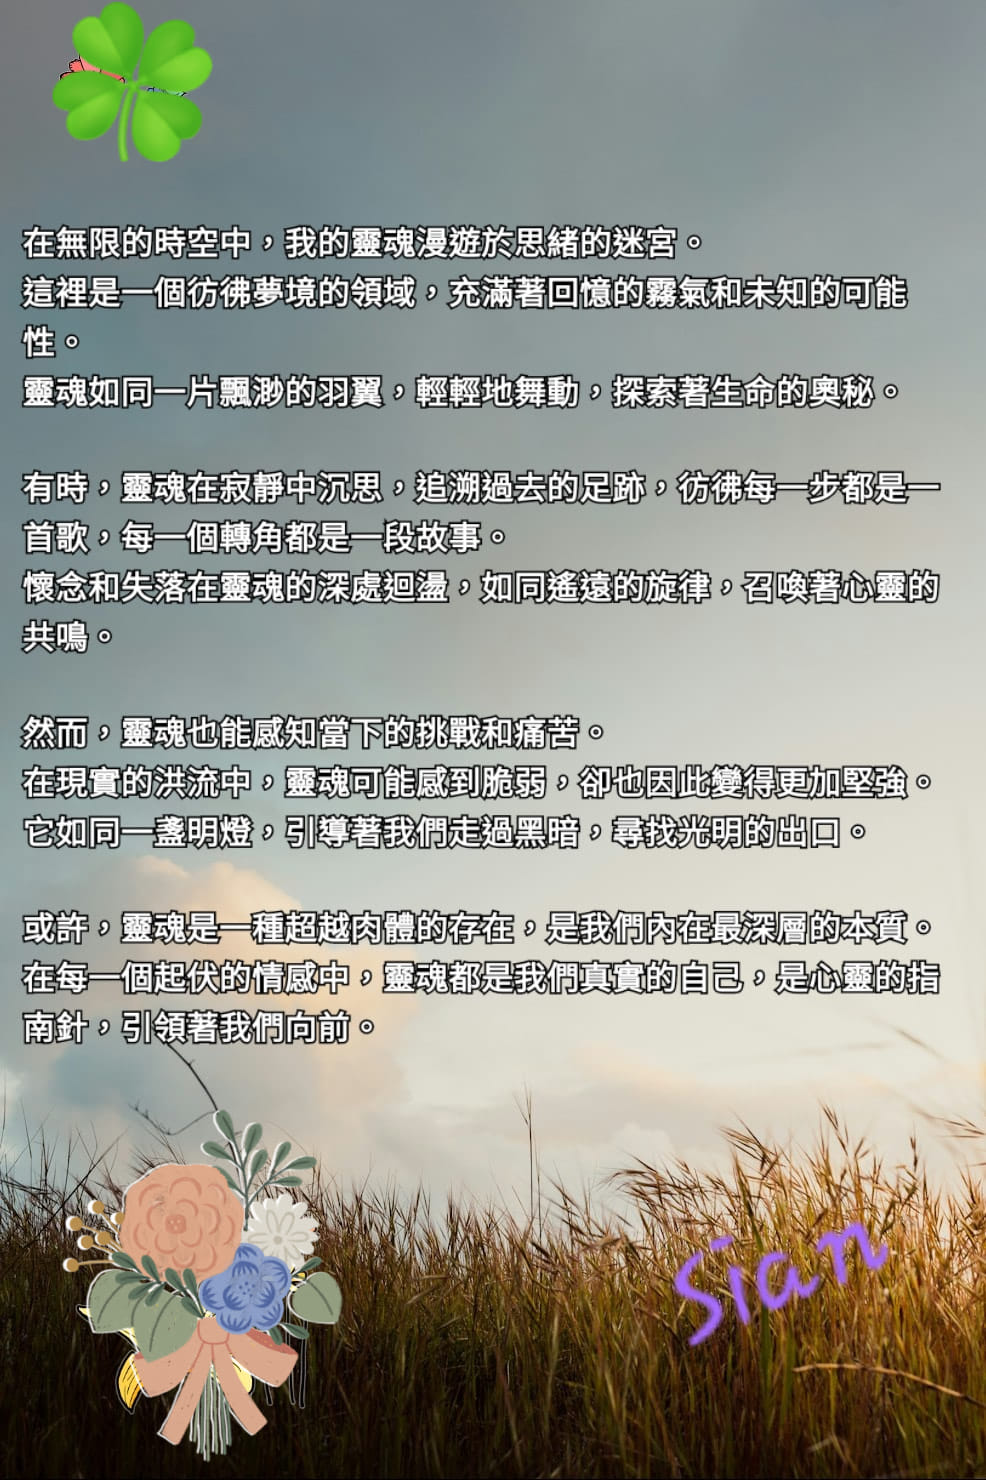 在無限的時空中，我的靈魂漫遊於思緒的迷宮。
這裡是一個彷彿夢境的領域，充滿著回憶的霧氣和未知的可能
性。
靈魂如同一片飄渺的羽翼，輕輕地舞動，探索著生命的奧秘。
有時，靈魂在寂靜中沉思，追溯過去的足跡，彷彿每一步都是一
首歌，每一個轉角都是一段故事。
懷念和失落在靈魂的深處迴盪，如同遙遠的旋律，召喚著心靈的
共鳴。
然而，靈魂也能感知當下的挑戰和痛苦。
在現實的洪流中，靈魂可能感到脆弱，卻也因此變得更加堅強。
它如同一盞明燈，引導著我們走過黑暗，尋找光明的出口。
或許，靈魂是一種超越肉體的存在，是我們內在最深層的本質。
在每一個起伏的情感中，靈魂都是我們真實的自己，是心靈的指
南針，引領著我們向前。
Sian